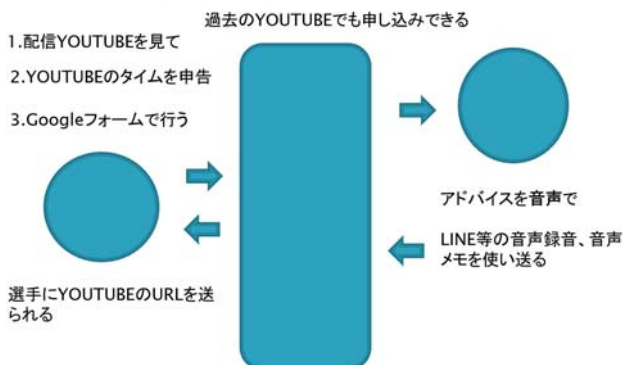 過去のYOUTUBEでも申し込みできる
1.配信YOUTUBEを見て
2.YOUTUBEのタイムを申告
3.Googleフォームで行う
アドバイスを音声で
LINE等の音声録音、音声
メモを使い送る
選手にYOUTUBEのURLを送
られる